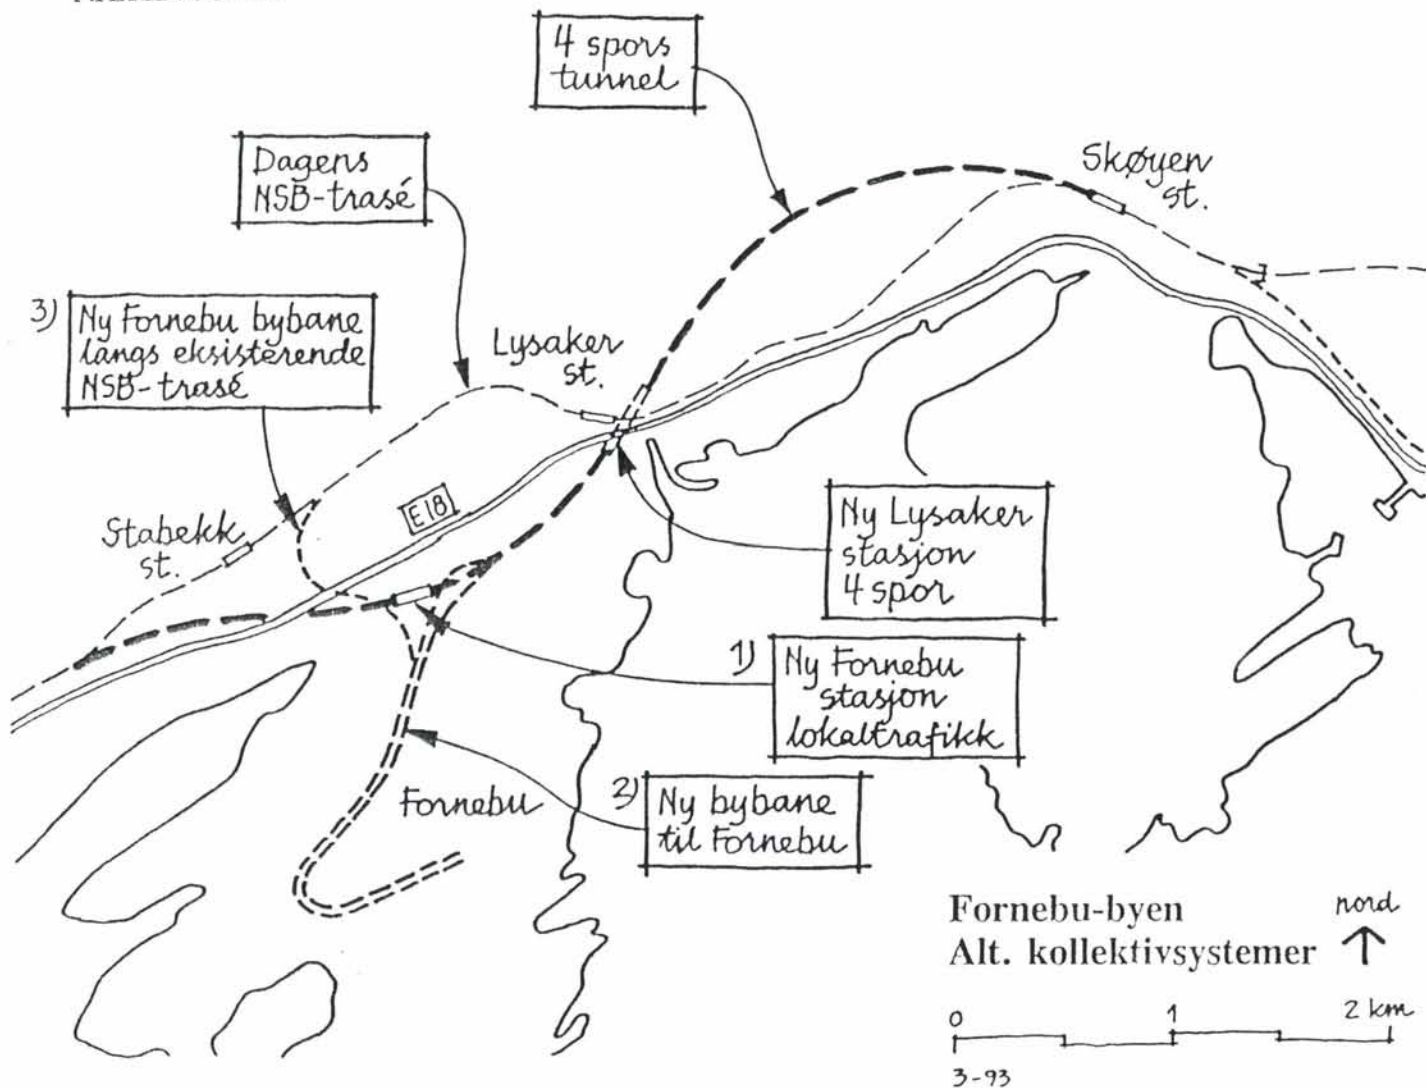 4 spors
tunnel
Dagens
NSB-trasé
Skøyen
st.
3) Ny Fornebu bybane
langs eksisterende
NSB-trasé
Lysaker
st.
E18
Stabekk
st.
Ny Lysaker
stasjon
4 spor
1) Ny Fornebu
stasjon
lokaltrafikk
Fornebu
2) Ny bybane
til Fornebu
Fornebu-byen
Alt. kollektivsystemer
nord
0 1 2 km
3-93